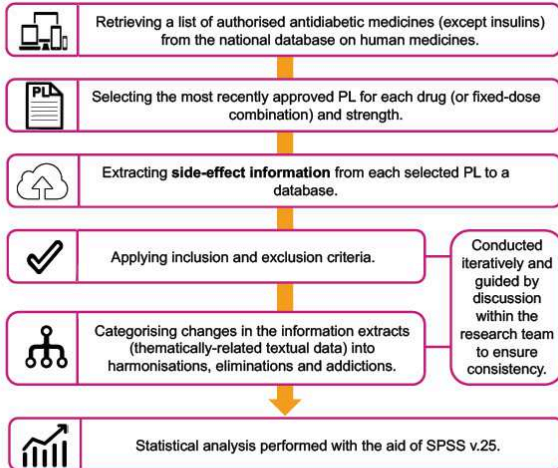 Retrieving a list of authorised antidiabetic medicines (except insulins)
from the national database on human medicines.
PL
Selecting the most recently approved PL for each drug (or fixed-dose
combination) and strength.
Extracting side-effect information from each selected PL to a
database.
Applying inclusion and exclusion criteria.
Conducted
iteratively and
guided by
discussion
within the
research team
to ensure
consistency.
Categorising changes in the information extracts
(thematically-related textual data) into
harmonisations, eliminations and addictions.
Statistical analysis performed with the aid of SPSS v.25.